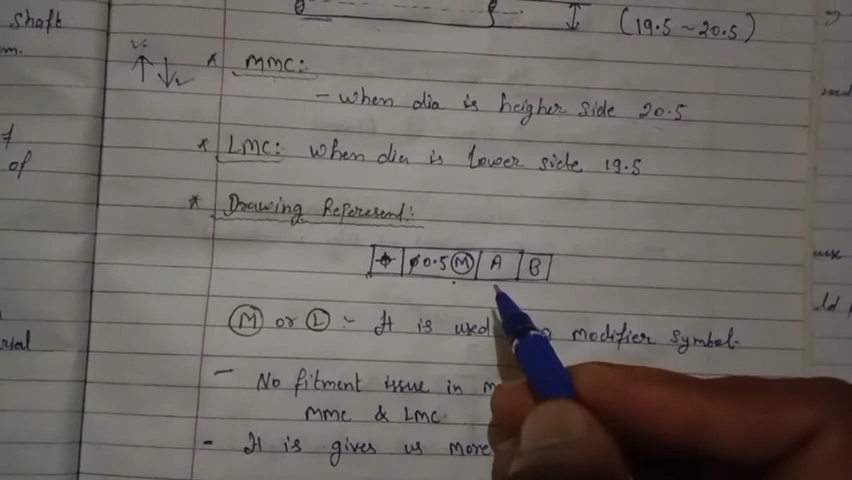 shaft
m.
of
(19.5 ~ 20.5)
* MMC:
- When dia is heigher side 20.5
* LMC: When dia is lower side 19.5
* Drawing Represent:
⌖ ø0.5 Ⓜ A B
Ⓜ or Ⓛ :- It is used modifier symbol.
- No fitment issue in
MMC & LMC.
- It is gives us more